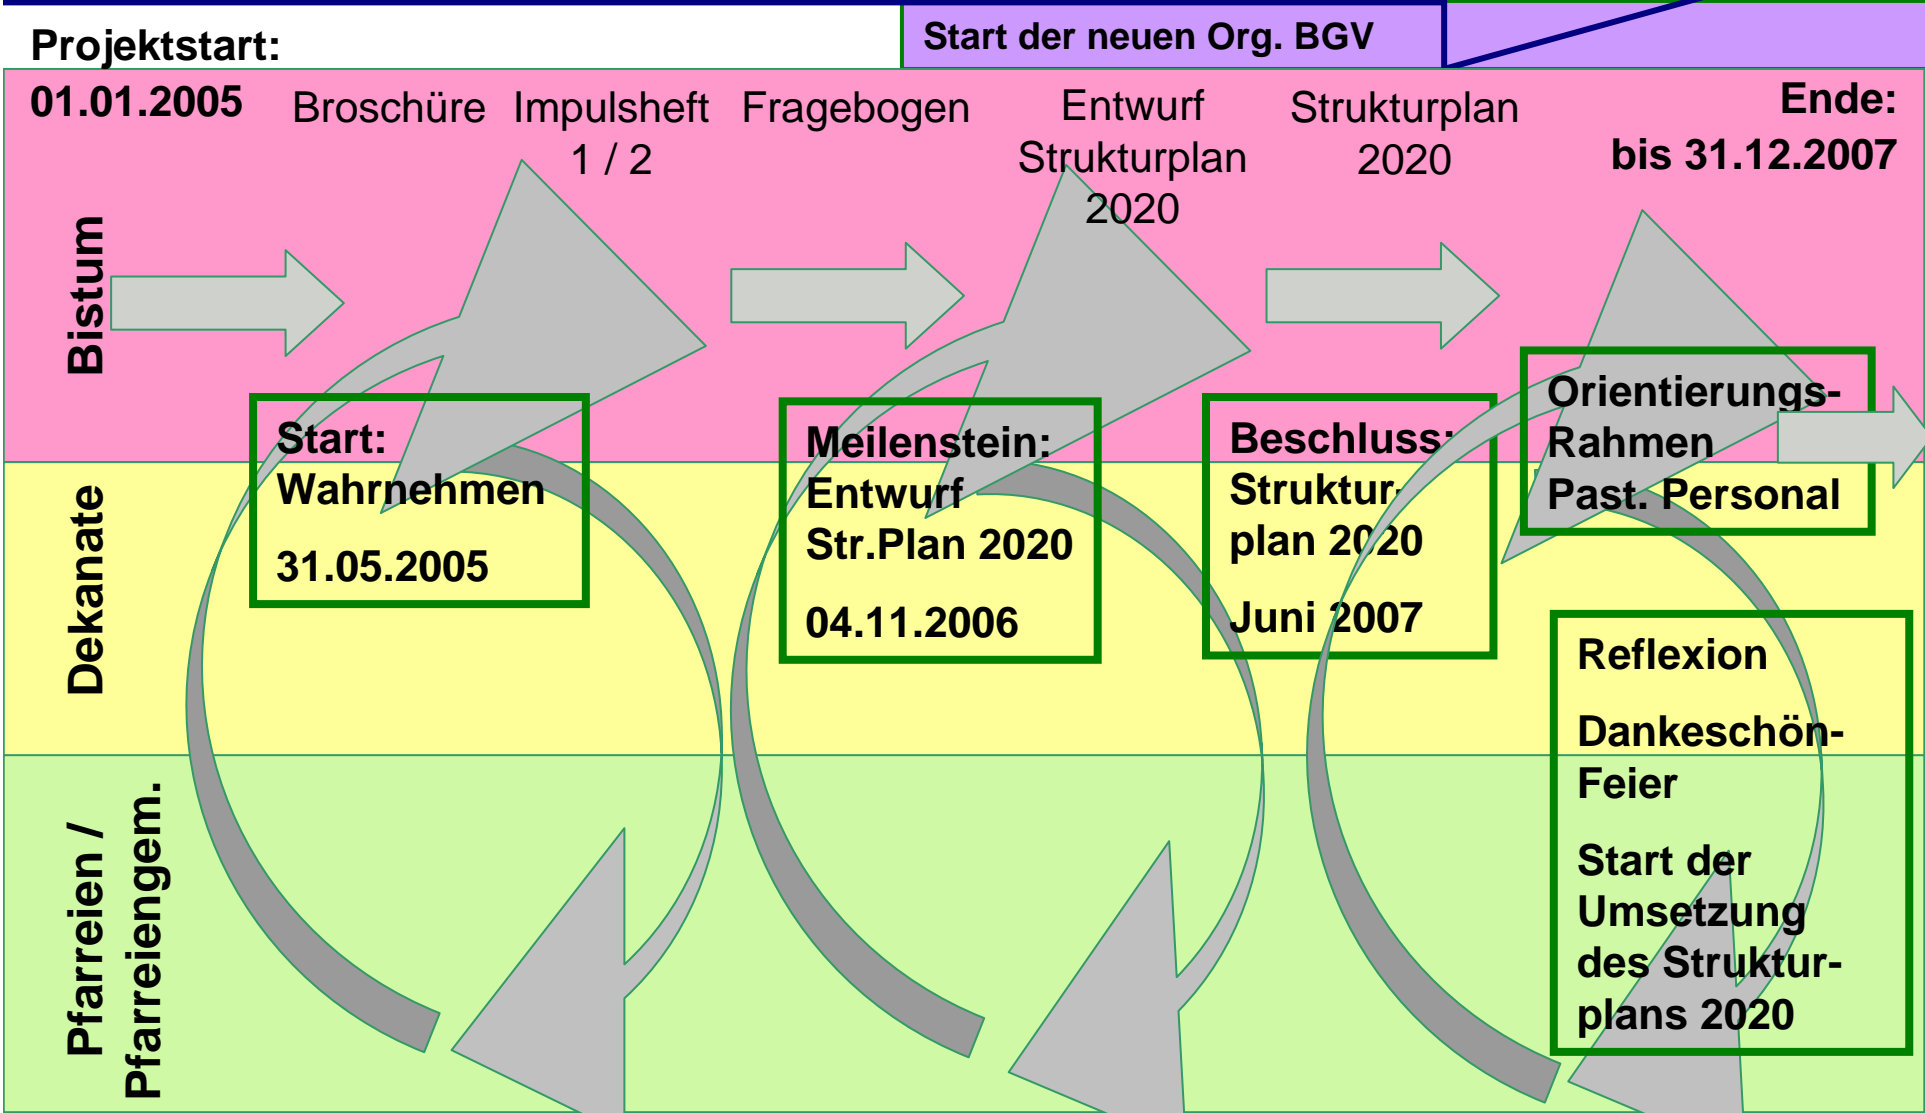 Projektstart:
01.01.2005
Start der neuen Org. BGV
Broschüre
Impulsheft
1 / 2
Fragebogen
Entwurf
Strukturplan
2020
Strukturplan
2020
Ende:
bis 31.12.2007
Bistum
Start:
Wahrnehmen
31.05.2005
Meilenstein:
Entwurf
Str.Plan 2020
04.11.2006
Beschluss:
Struktur-
plan 2020
Juni 2007
Orientierungs-
Rahmen
Past. Personal
Dekanate
Reflexion
Dankeschön-
Feier
Start der
Umsetzung
des Struktur-
plans 2020
Pfarreien /
Pfarreiengem.